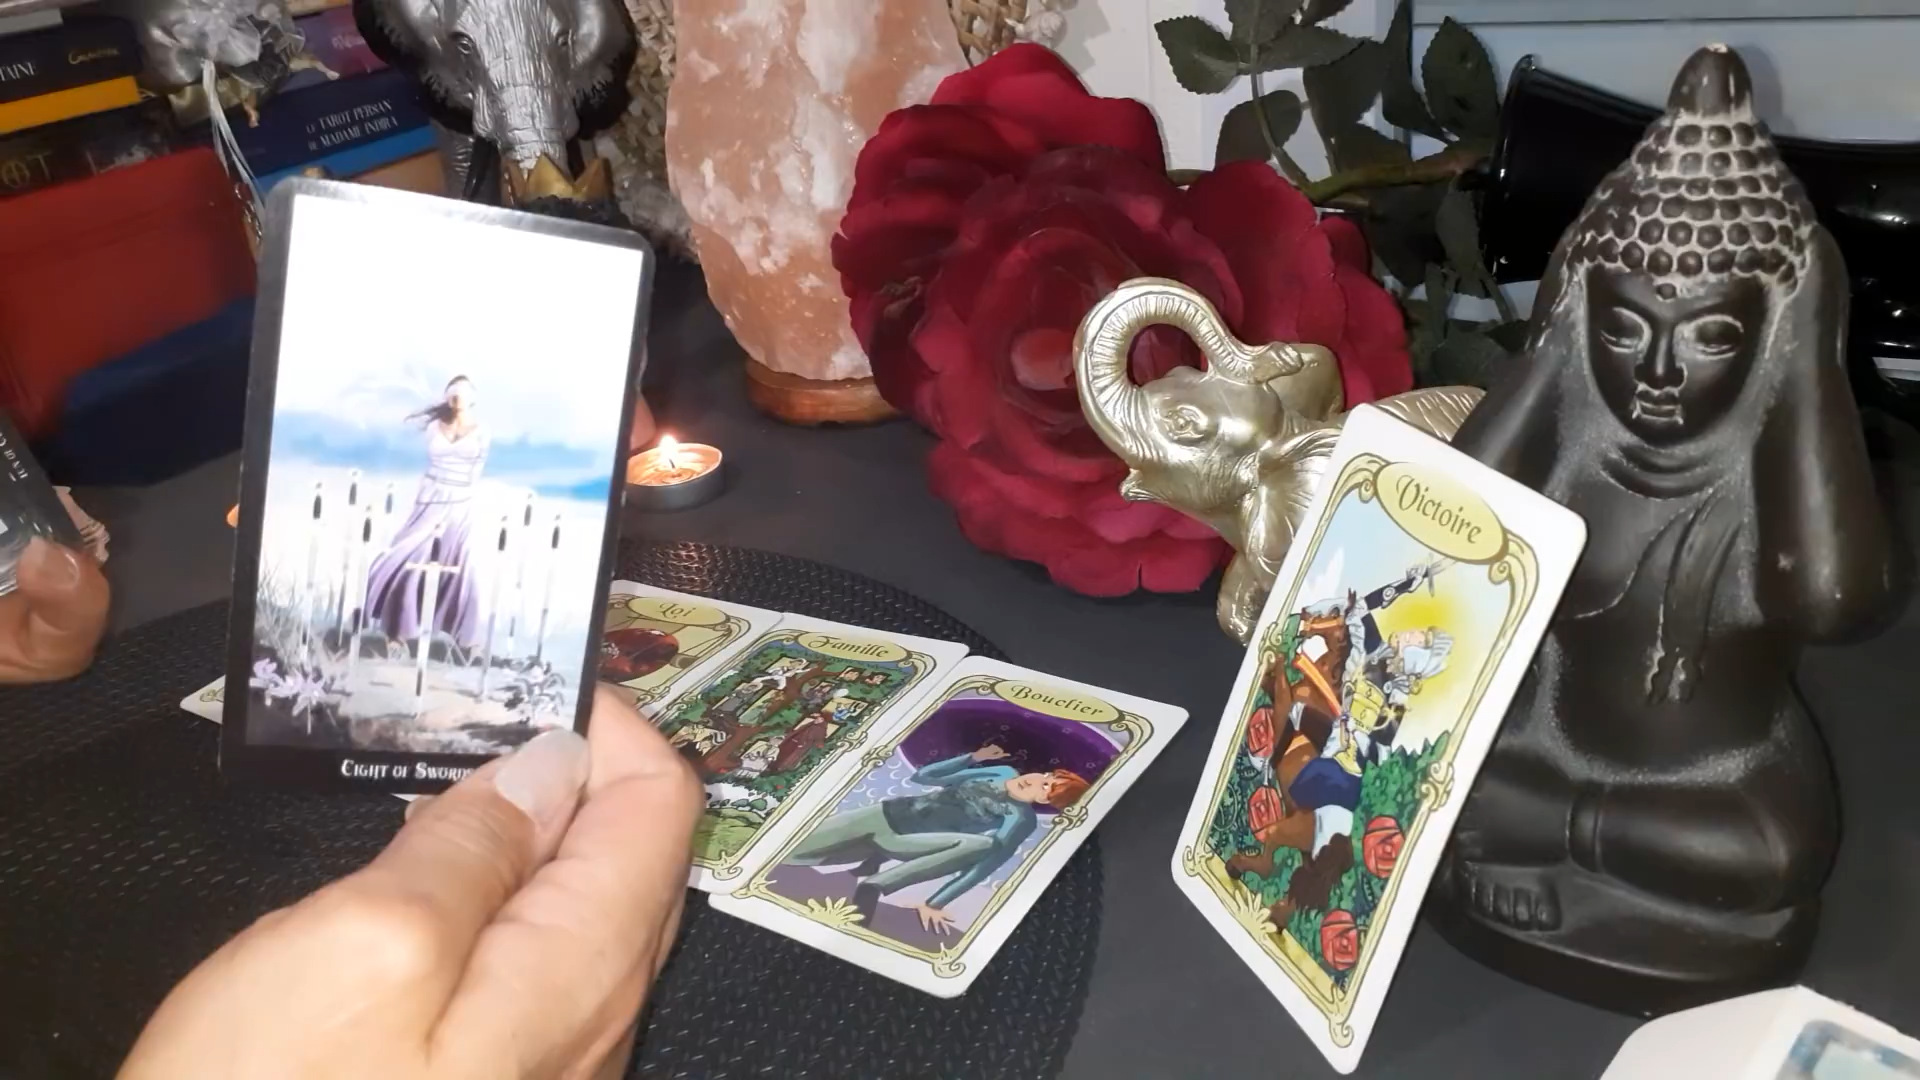 LE TAROT PERSAN
DE MADAME INDIRA
EIGHT OF SWORDS
Loi
Famille
Bouclier
Victoire